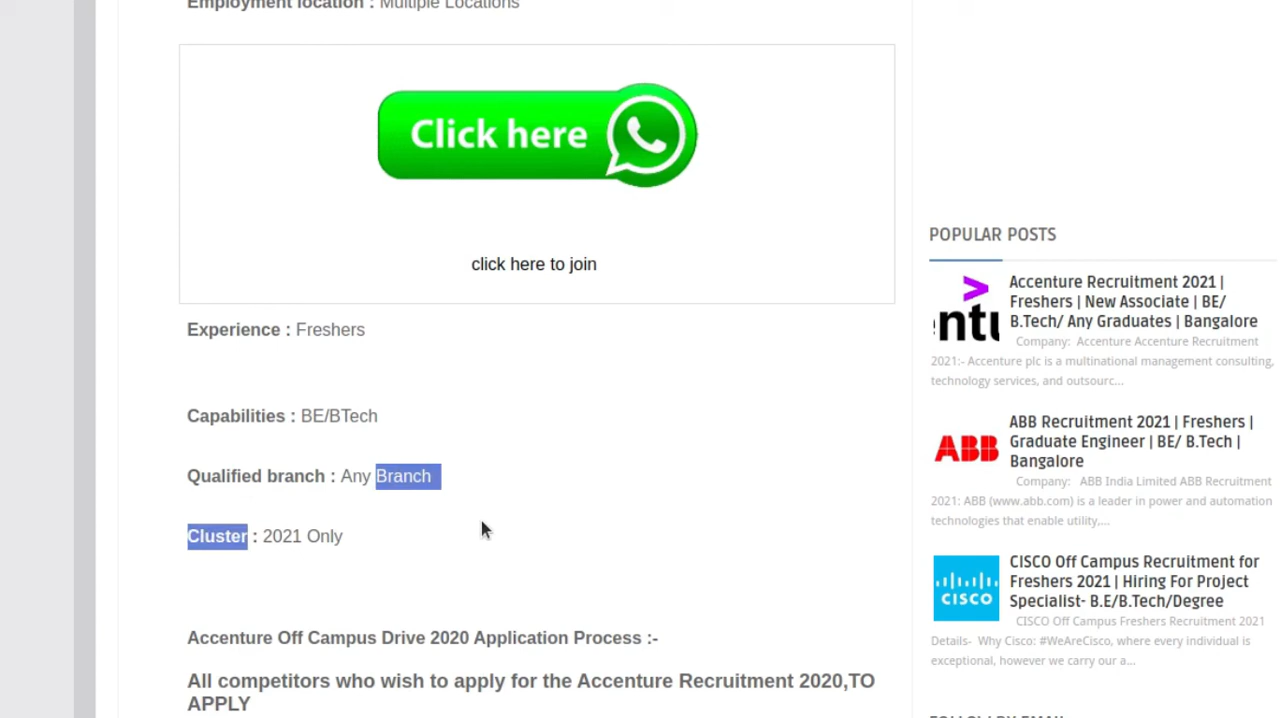 Employment location : Multiple Locations
Click here
click here to join
Experience : Freshers
Capabilities : BE/BTech
Qualified branch : Any Branch
Cluster : 2021 Only
Accenture Off Campus Drive 2020 Application Process :-
All competitors who wish to apply for the Accenture Recruitment 2020,TO
APPLY
POPULAR POSTS
Accenture Recruitment 2021 |
Freshers | New Associate | BE/
B.Tech/ Any Graduates | Bangalore
Company: Accenture Accenture Recruitment
2021:- Accenture plc is a multinational management consulting,
technology services, and outsourc...
ABB
ABB Recruitment 2021 | Freshers |
Graduate Engineer | BE/ B.Tech |
Bangalore
Company: ABB India Limited ABB Recruitment
2021: ABB (www.abb.com) is a leader in power and automation
technologies that enable utility,...
CISCO
CISCO Off Campus Recruitment for
Freshers 2021 | Hiring For Project
Specialist- B.E/B.Tech/Degree
CISCO Off Campus Freshers Recruitment 2021
Details- Why Cisco: #WeAreCisco, where every individual is
exceptional, however we carry our a...